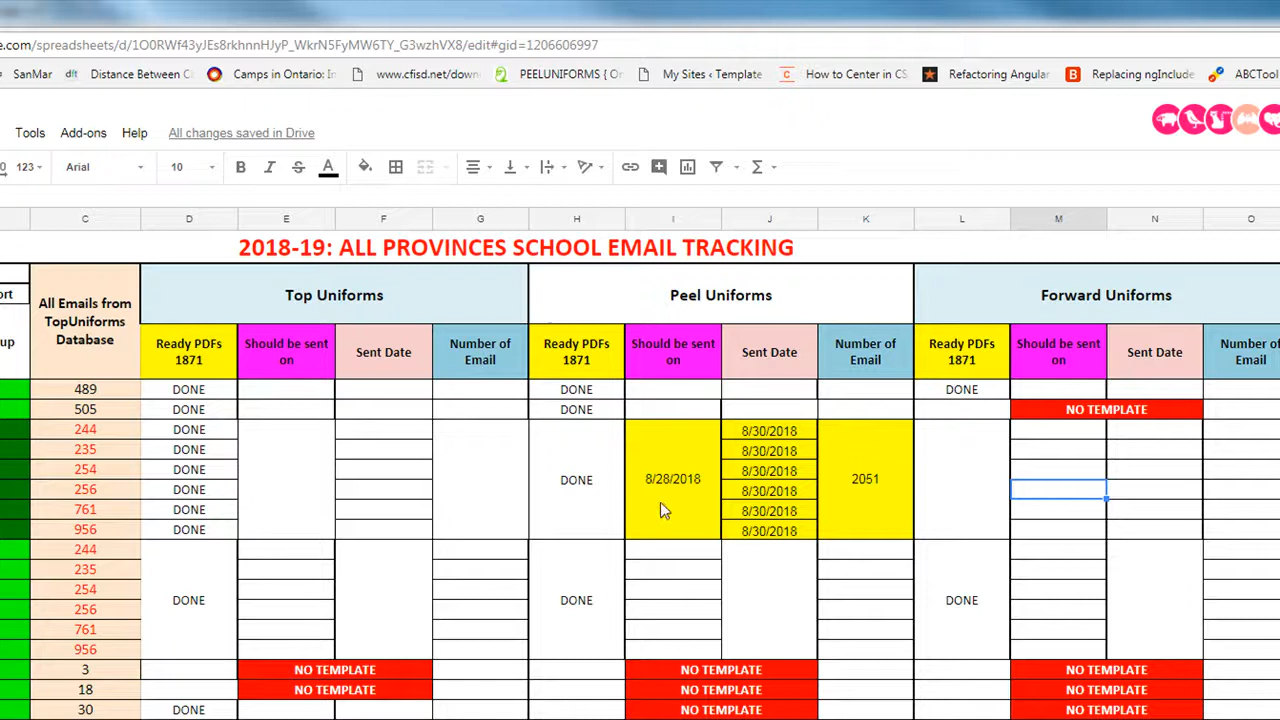 e.com/spreadsheets/d/1O0RWf43yJEs8rkhnnHJyP_WkrN5FyMW6TY_G3wzhVX8/edit#gid=1206606997
SanMar Distance Between C Camps in Ontario: In www.cfisd.net/down PEELUNIFORMS { Or My Sites ‹ Template How to Center in CS Refactoring Angular Replacing ngInclude ABCTool
Tools Add-ons Help All changes saved in Drive
123 Arial 10 B I S A Σ
C D E F G H I J K L M N O
2018-19: ALL PROVINCES SCHOOL EMAIL TRACKING
ort All Emails from TopUniforms Database Top Uniforms Peel Uniforms Forward Uniforms
up Ready PDFs 1871 Should be sent on Sent Date Number of Email Ready PDFs 1871 Should be sent on Sent Date Number of Email Ready PDFs 1871 Should be sent on Sent Date Number of Email
489 DONE DONE DONE
505 DONE DONE NO TEMPLATE
244 DONE 8/30/2018
235 DONE 8/30/2018
254 DONE 8/30/2018
DONE 8/28/2018 2051
256 DONE 8/30/2018
761 DONE 8/30/2018
956 DONE 8/30/2018
244
235
254
DONE DONE DONE
256
761
956
3 NO TEMPLATE NO TEMPLATE NO TEMPLATE
18 NO TEMPLATE NO TEMPLATE NO TEMPLATE
30 DONE NO TEMPLATE NO TEMPLATE